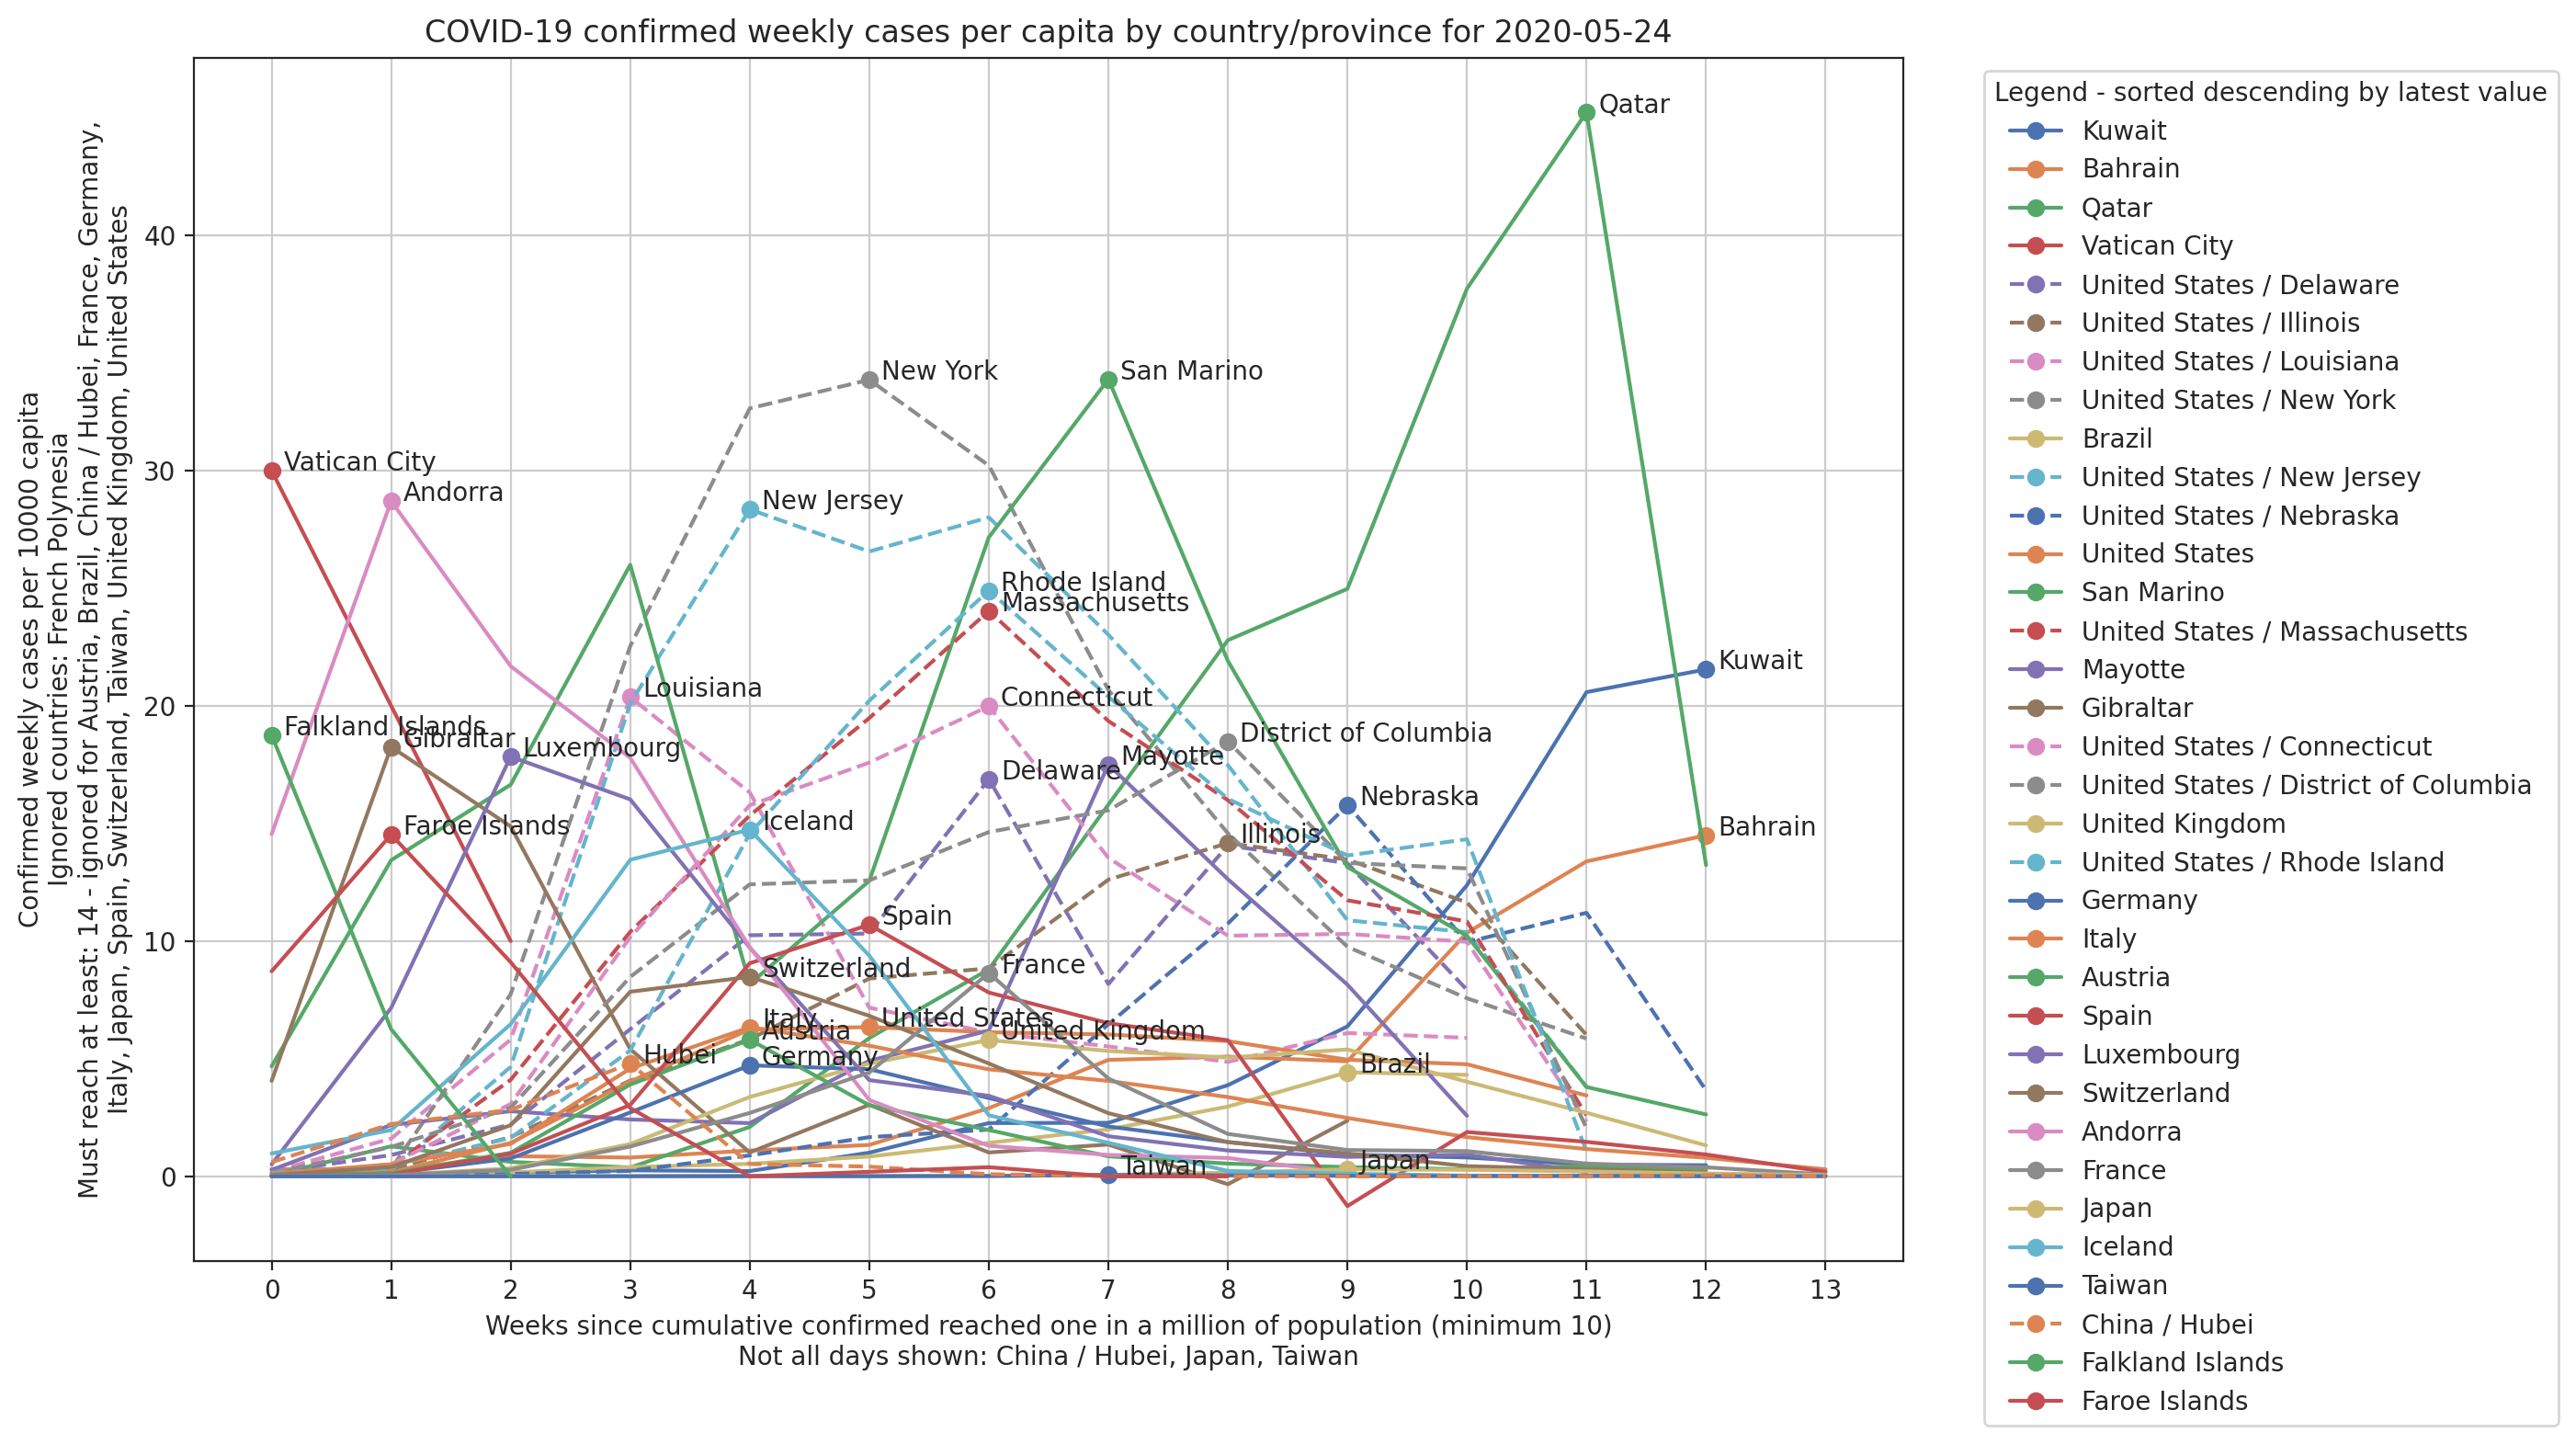 COVID-19 confirmed weekly cases per capita by country/province for 2020-05-24
Confirmed weekly cases per 10000 capita
Ignored countries: French Polynesia
Must reach at least: 14 - ignored for Austria, Brazil, China / Hubei, France, Germany,
Italy, Japan, Spain, Switzerland, Taiwan, United Kingdom, United States
40
30
20
10
0
Qatar
New York
San Marino
Vatican City
Andorra
New Jersey
Rhode Island
Massachusetts
Louisiana
Connecticut
Kuwait
Falkland Islands
Gibraltar
Luxembourg
District of Columbia
Mayotte
Delaware
Nebraska
Faroe Islands
Iceland
Illinois
Bahrain
Spain
Switzerland
France
Italy
United States
Austria
United Kingdom
Hubei
Germany
Brazil
Taiwan
Japan
0 1 2 3 4 5 6 7 8 9 10 11 12 13
Weeks since cumulative confirmed reached one in a million of population (minimum 10)
Not all days shown: China / Hubei, Japan, Taiwan
Legend - sorted descending by latest value
Kuwait
Bahrain
Qatar
Vatican City
United States / Delaware
United States / Illinois
United States / Louisiana
United States / New York
Brazil
United States / New Jersey
United States / Nebraska
United States
San Marino
United States / Massachusetts
Mayotte
Gibraltar
United States / Connecticut
United States / District of Columbia
United Kingdom
United States / Rhode Island
Germany
Italy
Austria
Spain
Luxembourg
Switzerland
Andorra
France
Japan
Iceland
Taiwan
China / Hubei
Falkland Islands
Faroe Islands